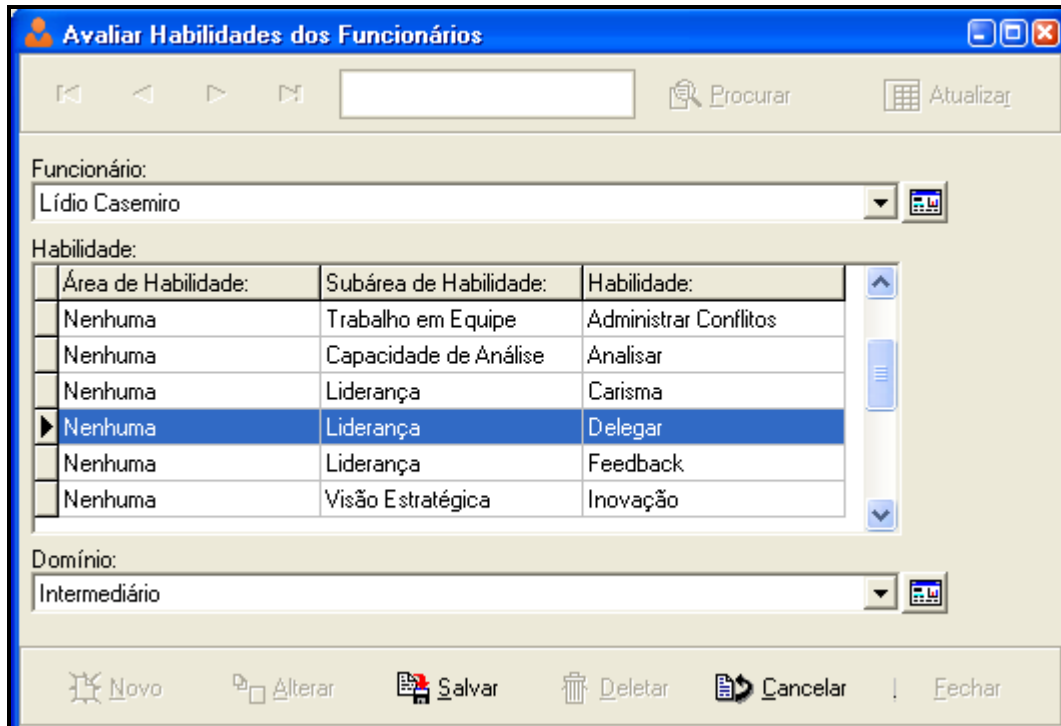 Avaliar Habilidades dos Funcionários
Procurar Atualizar
Funcionário:
Lídio Casemiro
Habilidade:
Área de Habilidade: Subárea de Habilidade: Habilidade:
Nenhuma Trabalho em Equipe Administrar Conflitos
Nenhuma Capacidade de Análise Analisar
Nenhuma Liderança Carisma
Nenhuma Liderança Delegar
Nenhuma Liderança Feedback
Nenhuma Visão Estratégica Inovação
Domínio:
Intermediário
Novo Alterar Salvar Deletar Cancelar Fechar